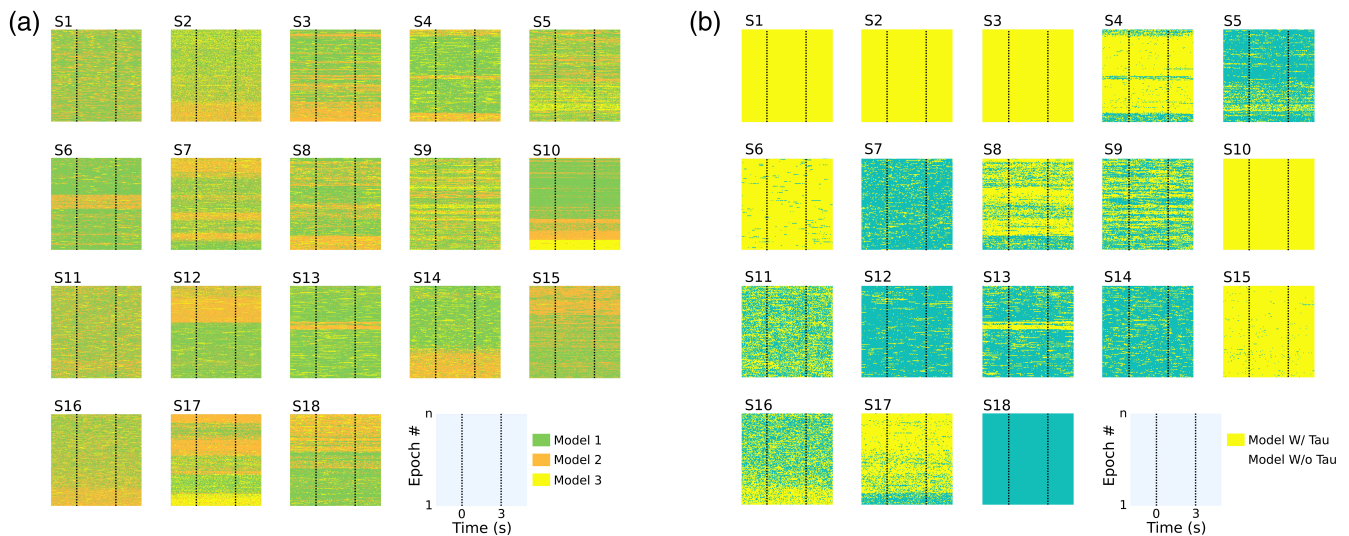 (a)
S1 S2 S3 S4 S5
S6 S7 S8 S9 S10
S11 S12 S13 S14 S15
S16 S17 S18
n
Epoch #
1
0 3
Time (s)
Model 1
Model 2
Model 3
(b)
S1 S2 S3 S4 S5
S6 S7 S8 S9 S10
S11 S12 S13 S14 S15
S16 S17 S18
n
Epoch #
1
0 3
Time (s)
Model W/ Tau
Model W/o Tau